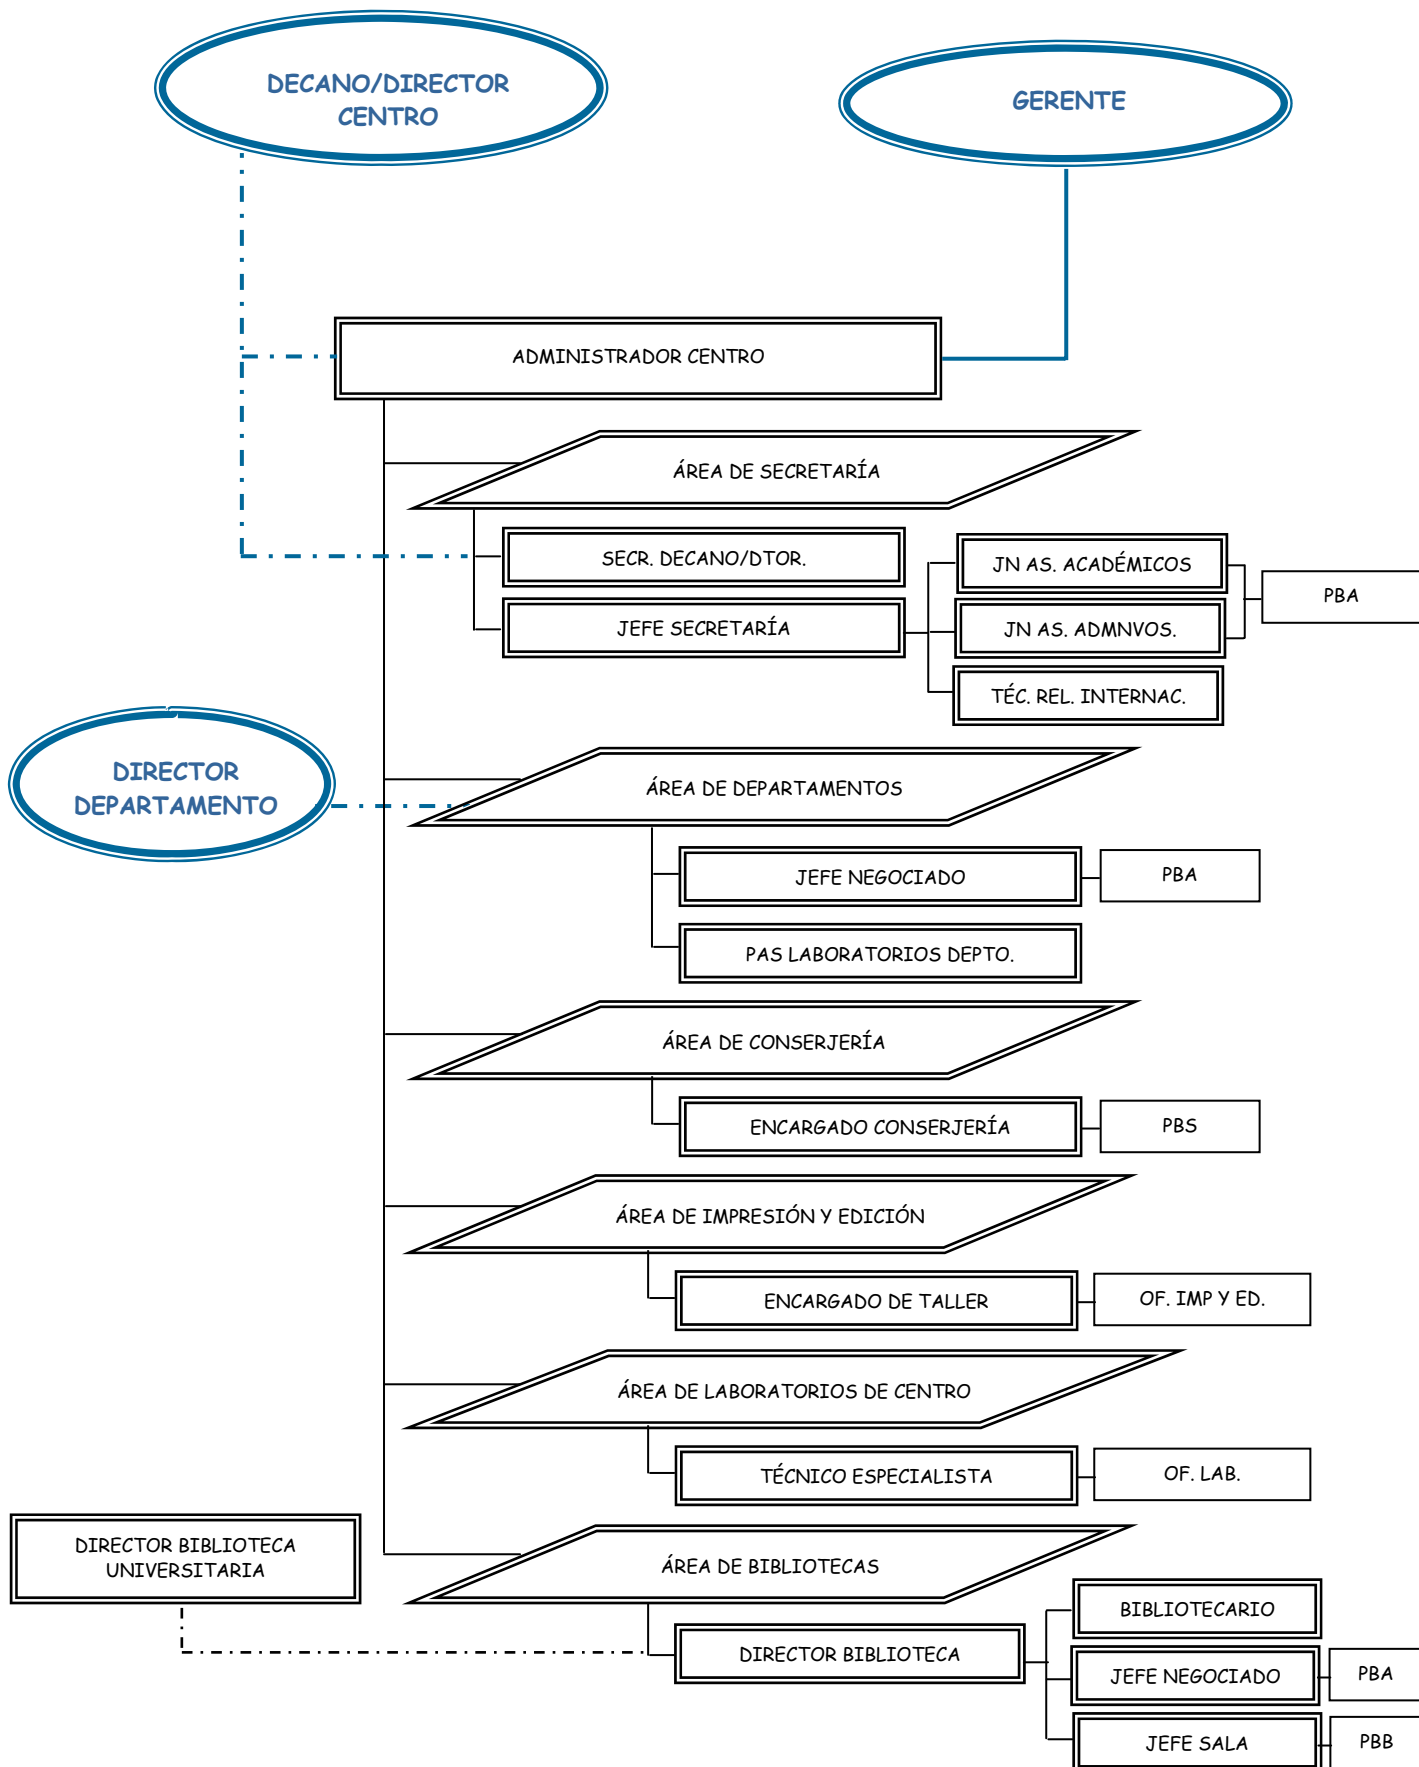 DECANO/DIRECTOR
CENTRO
GERENTE
ADMINISTRADOR CENTRO
ÁREA DE SECRETARÍA
SECR. DECANO/DTOR.
JEFE SECRETARÍA
JN AS. ACADÉMICOS
JN AS. ADMNVOS.
TÉC. REL. INTERNAC.
PBA
DIRECTOR
DEPARTAMENTO
ÁREA DE DEPARTAMENTOS
JEFE NEGOCIADO
PBA
PAS LABORATORIOS DEPTO.
ÁREA DE CONSERJERÍA
ENCARGADO CONSERJERÍA
PBS
ÁREA DE IMPRESIÓN Y EDICIÓN
ENCARGADO DE TALLER
OF. IMP Y ED.
ÁREA DE LABORATORIOS DE CENTRO
TÉCNICO ESPECIALISTA
OF. LAB.
DIRECTOR BIBLIOTECA
UNIVERSITARIA
ÁREA DE BIBLIOTECAS
DIRECTOR BIBLIOTECA
BIBLIOTECARIO
JEFE NEGOCIADO
PBA
JEFE SALA
PBB